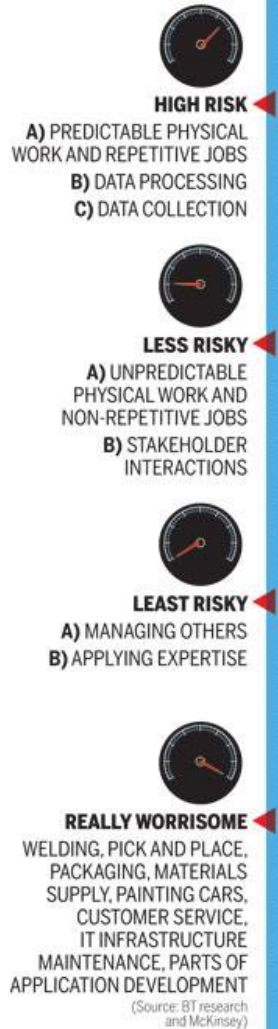 HIGH RISK
A) PREDICTABLE PHYSICAL
WORK AND REPETITIVE JOBS
B) DATA PROCESSING
C) DATA COLLECTION
LESS RISKY
A) UNPREDICTABLE
PHYSICAL WORK AND
NON-REPETITIVE JOBS
B) STAKEHOLDER
INTERACTIONS
LEAST RISKY
A) MANAGING OTHERS
B) APPLYING EXPERTISE
REALLY WORRISOME
WELDING, PICK AND PLACE,
PACKAGING, MATERIALS
SUPPLY, PAINTING CARS,
CUSTOMER SERVICE,
IT INFRASTRUCTURE
MAINTENANCE, PARTS OF
APPLICATION DEVELOPMENT
(Source: BT research
and McKinsey)